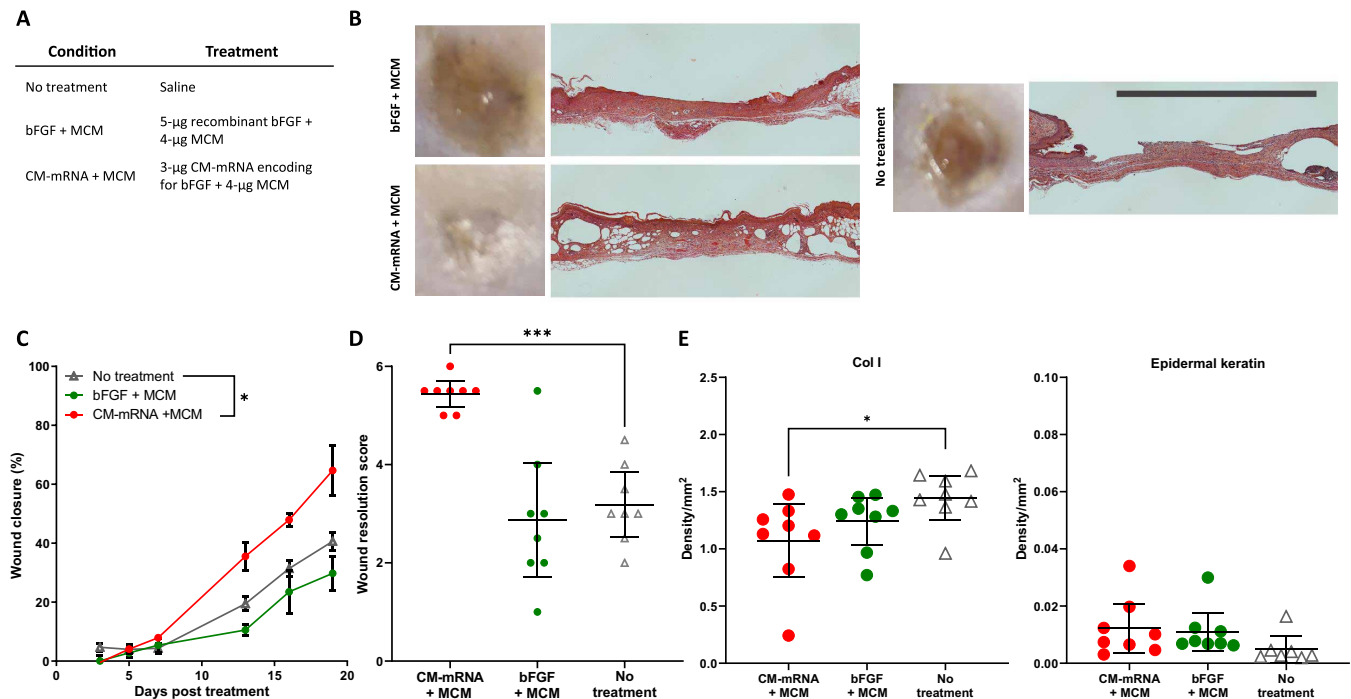 A
Condition Treatment
No treatment Saline
bFGF + MCM 5-μg recombinant bFGF +
4-μg MCM
CM-mRNA + MCM 3-μg CM-mRNA encoding
for bFGF + 4-μg MCM
B
bFGF + MCM
CM-mRNA + MCM
No treatment
C
100
80
60
40
20
0
Wound closure (%)
No treatment
bFGF + MCM
CM-mRNA +MCM
*
0 5 10 15 20
Days post treatment
D
***
6
4
2
0
Wound resolution score
CM-mRNA
+ MCM
bFGF
+ MCM
No
treatment
E
Col I
2.5
2.0
1.5
1.0
0.5
0.0
Density/mm²
*
CM-mRNA
+ MCM
bFGF
+ MCM
No
treatment
Epidermal keratin
0.10
0.08
0.06
0.04
0.02
0.00
Density/mm²
CM-mRNA
+ MCM
bFGF
+ MCM
No
treatment